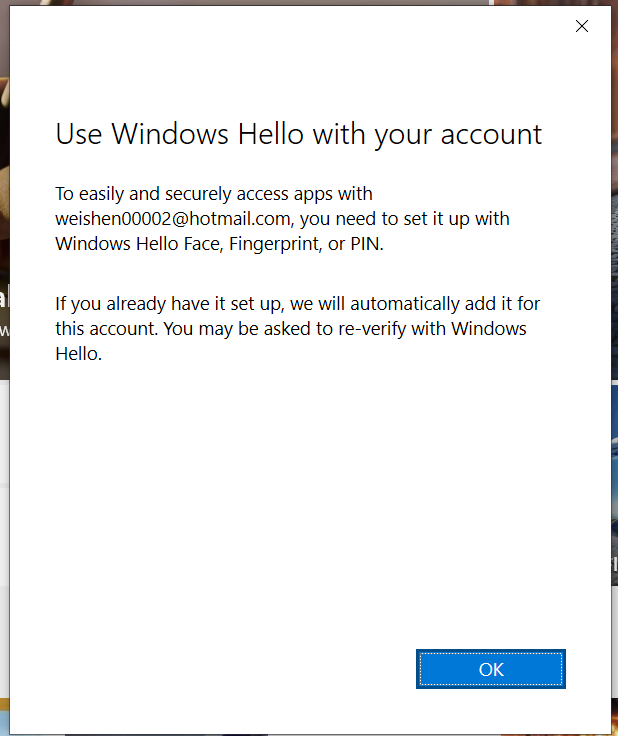 Use Windows Hello with your account
To easily and securely access apps with
weishen00002@hotmail.com, you need to set it up with
Windows Hello Face, Fingerprint, or PIN.
If you already have it set up, we will automatically add it for
this account. You may be asked to re-verify with Windows
Hello.
OK